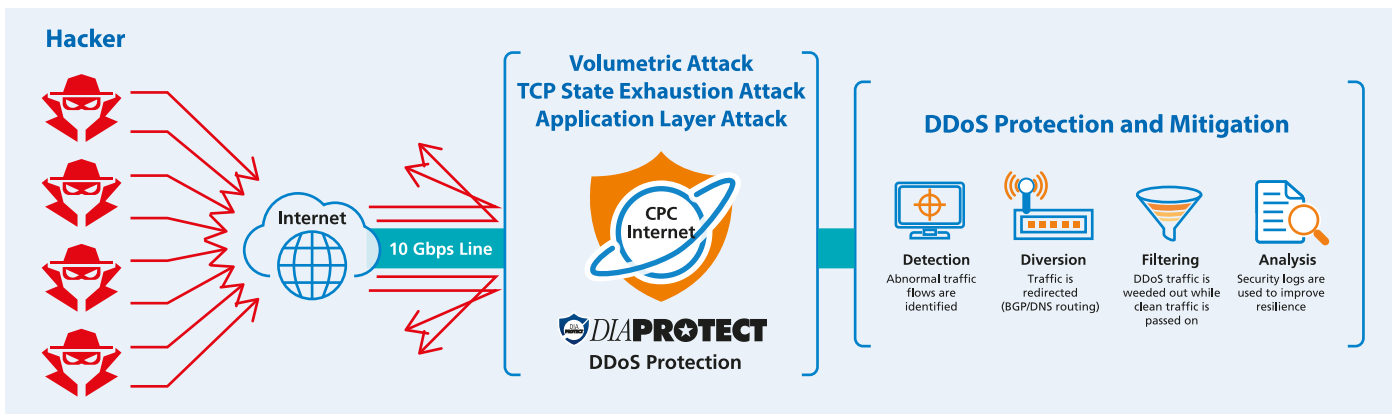 Hacker
Internet
10 Gbps Line
Volumetric Attack
TCP State Exhaustion Attack
Application Layer Attack
CPC
Internet
DIA
PROTECT
DIAPROTECT
DDoS Protection
DDoS Protection and Mitigation
Detection
Abnormal traffic
flows are
identified
Diversion
Traffic is
redirected
(BGP/DNS routing)
Filtering
DDoS traffic is
weeded out while
clean traffic is
passed on
Analysis
Security logs are
used to improve
resilience